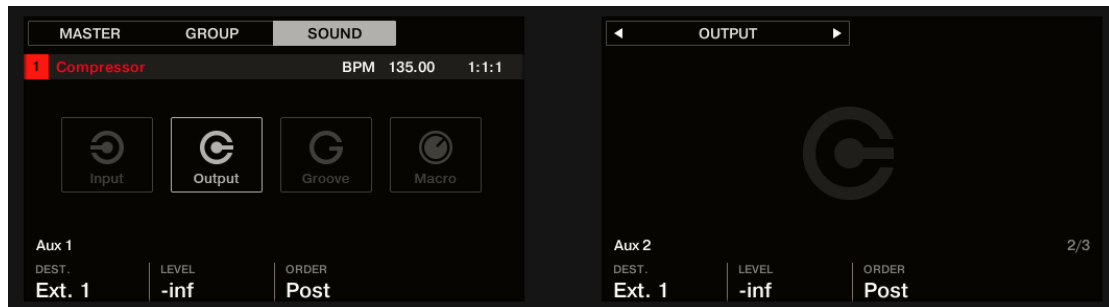 MASTER GROUP SOUND
1 Compressor BPM 135.00 1:1:1
Input Output Groove Macro
Aux 1
DEST. LEVEL ORDER
Ext. 1 -inf Post
OUTPUT
Aux 2 2/3
DEST. LEVEL ORDER
Ext. 1 -inf Post